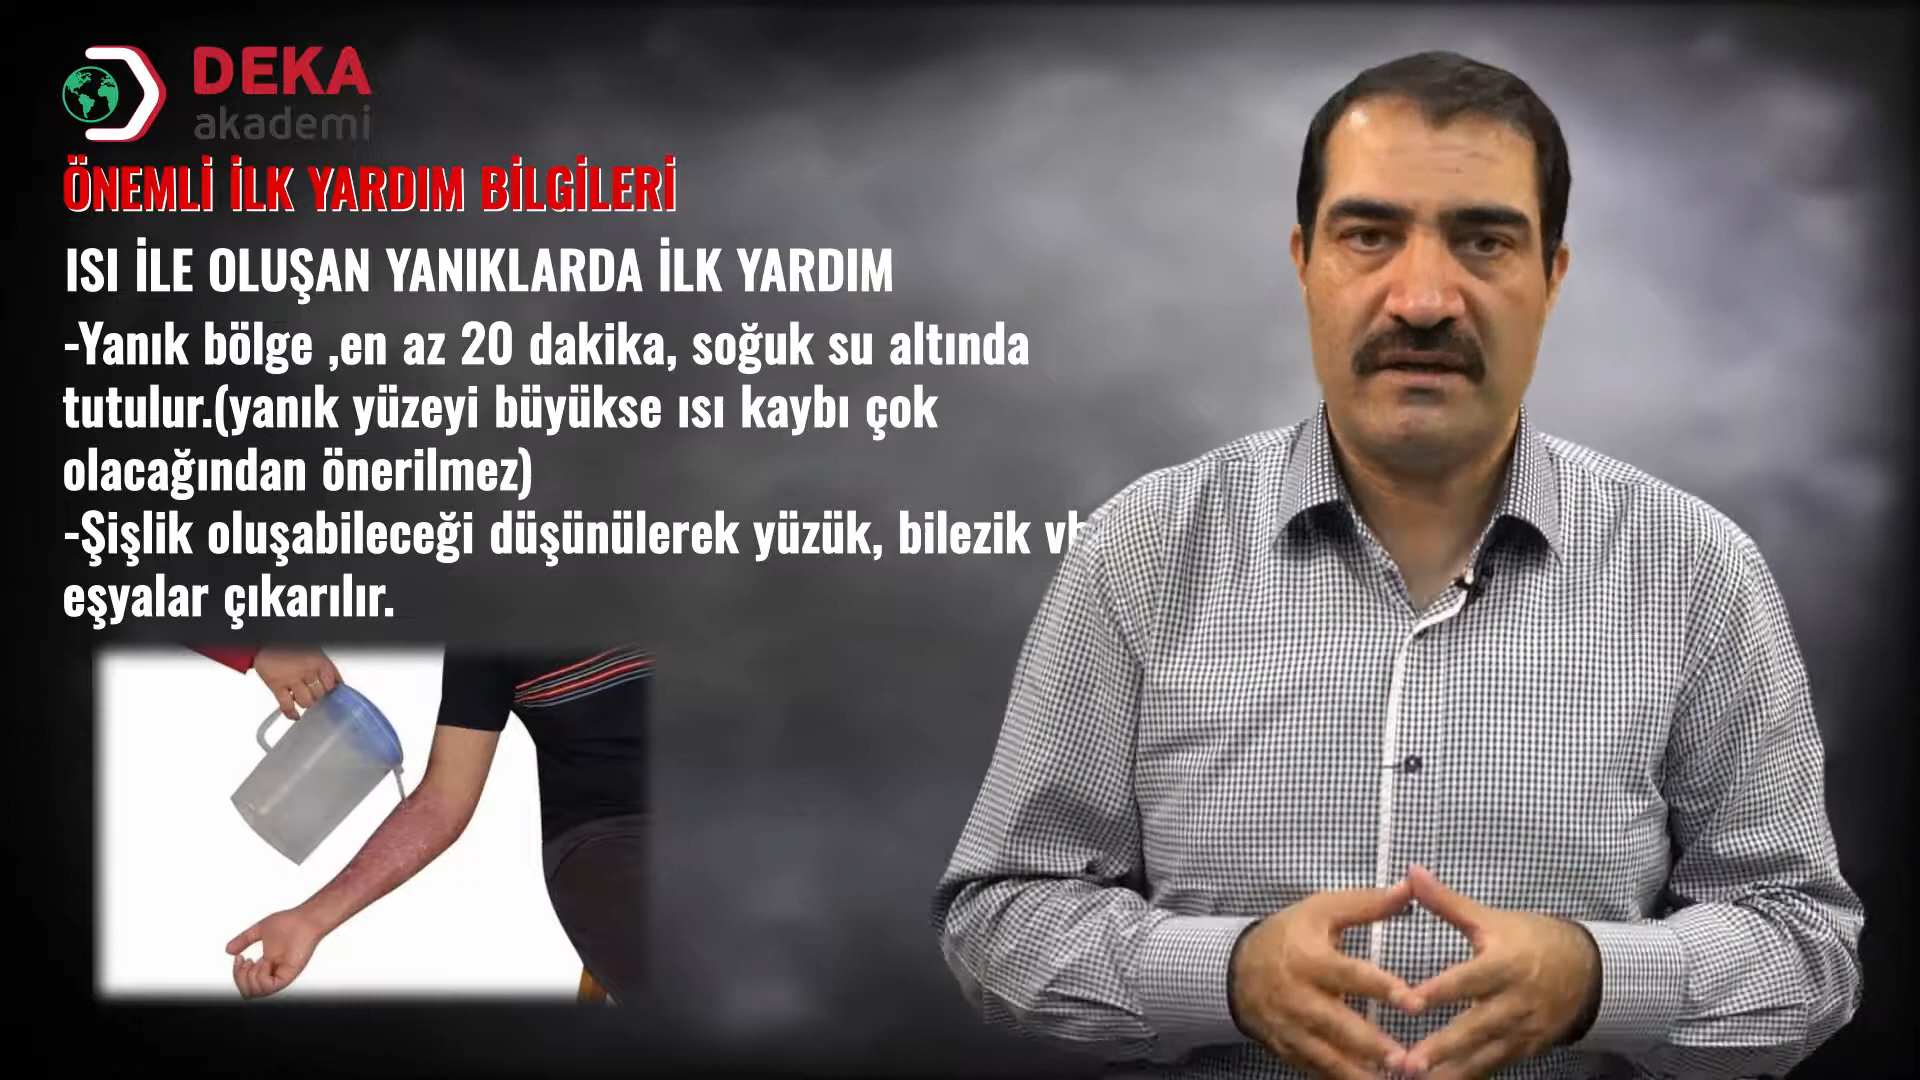 DEKA
akademi
ÖNEMLİ İLK YARDIM BİLGİLERİ
ISI İLE OLUŞAN YANIKLARDA İLK YARDIM
-Yanık bölge ,en az 20 dakika, soğuk su altında
tutulur.(yanık yüzeyi büyükse ısı kaybı çok
olacağından önerilmez)
-Şişlik oluşabileceği düşünülerek yüzük, bilezik
eşyalar çıkarılır.